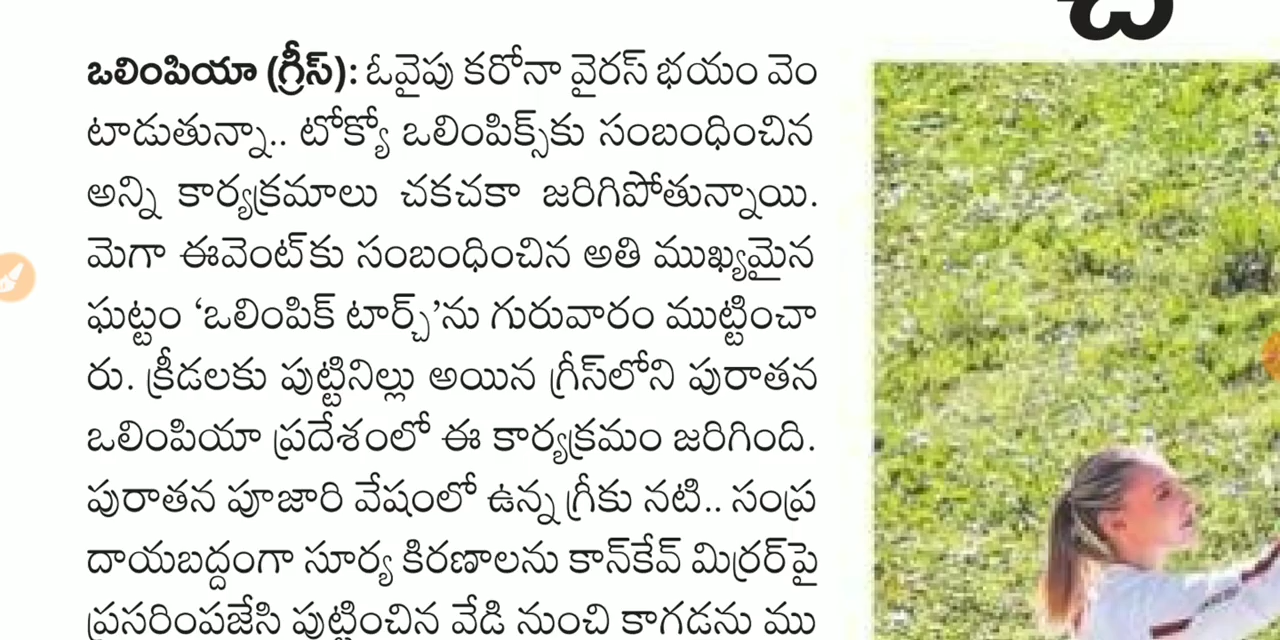 ఒలింపియా (గ్రీస్): ఓవైపు కరోనా వైరస్ భయం వెం
టాడుతున్నా.. టోక్యో ఒలింపిక్స్‌కు సంబంధించిన
అన్ని కార్యక్రమాలు చకచకా జరిగిపోతున్నాయి.
మెగా ఈవెంట్‌కు సంబంధించిన అతి ముఖ్యమైన
ఘట్టం ‘ఒలింపిక్ టార్చ్’ను గురువారం ముట్టించా
రు. క్రీడలకు పుట్టినిల్లు అయిన గ్రీస్‌లోని పురాతన
ఒలింపియా ప్రదేశంలో ఈ కార్యక్రమం జరిగింది.
పురాతన పూజారి వేషంలో ఉన్న గ్రీకు నటి.. సంప్ర
దాయబద్దంగా సూర్య కిరణాలను కాన్‌కేవ్ మిర్రర్‌పై
ప్రసరింపజేసి పుట్టించిన వేడి నుంచి కాగడను ము